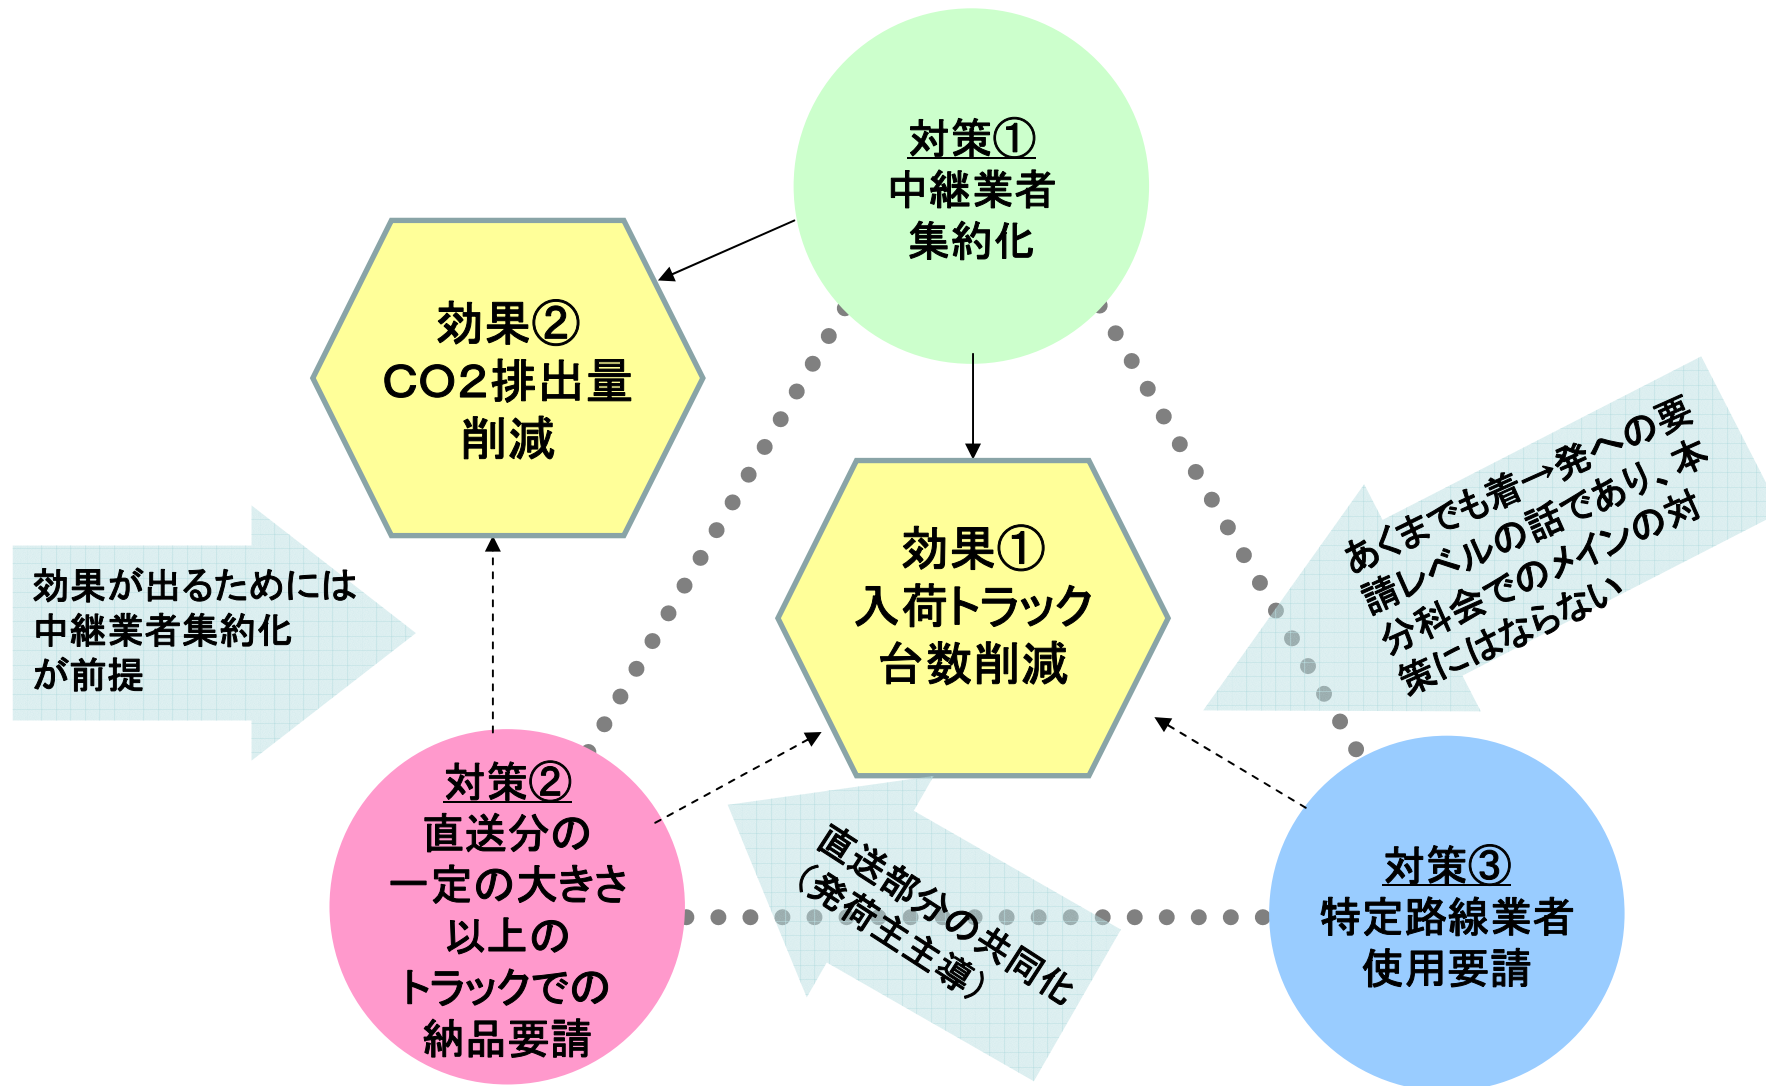 対策①
中継業者
集約化
効果②
CO2排出量
削減
効果①
入荷トラック
台数削減
あくまでも着→発への要
請レベルの話であり、本
分科会でのメインの対
策にはならない
効果が出るためには
中継業者集約化
が前提
対策②
直送分の
一定の大きさ
以上の
トラックでの
納品要請
直送部分の共同化
（発荷主主導）
対策③
特定路線業者
使用要請